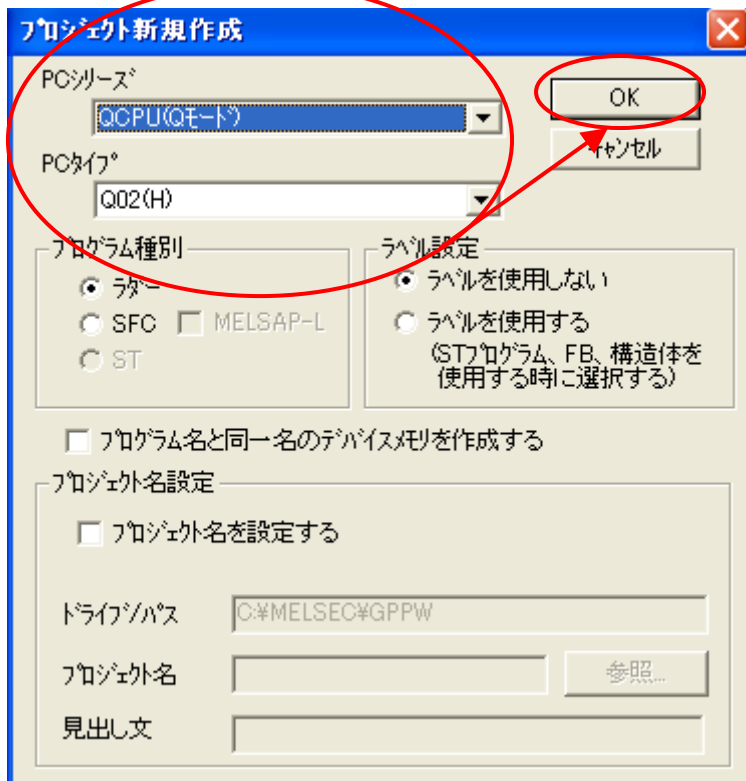 ﾌﾟﾛｼﾞｪｸﾄ新規作成
PCｼﾘｰｽﾞ
QCPU(Qﾓｰﾄﾞ)
OK
ｷｬﾝｾﾙ
PCﾀｲﾌﾟ
Q02(H)
ﾌﾟﾛｸﾞﾗﾑ種別
ﾗﾀﾞｰ
SFC
MELSAP-L
ST
ﾗﾍﾞﾙ設定
ﾗﾍﾞﾙを使用しない
ﾗﾍﾞﾙを使用する
(STﾌﾟﾛｸﾞﾗﾑ、FB、構造体を
使用する時に選択する)
ﾌﾟﾛｸﾞﾗﾑ名と同一名のﾃﾞﾊﾞｲｽﾒﾓﾘを作成する
ﾌﾟﾛｼﾞｪｸﾄ名設定
ﾌﾟﾛｼﾞｪｸﾄ名を設定する
ﾄﾞﾗｲﾌﾞ/ﾊﾟｽ
C:¥MELSEC¥GPPW
ﾌﾟﾛｼﾞｪｸﾄ名
参照...
見出し文